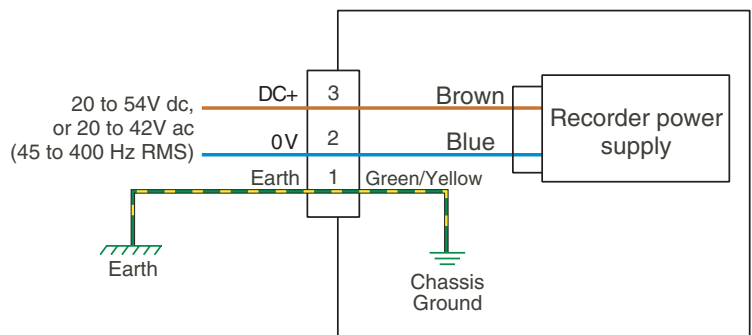 20 to 54V dc,
or 20 to 42V ac
(45 to 400 Hz RMS)
DC+
3
Brown
0V
2
Blue
Earth
1
Green/Yellow
Recorder power
supply
Earth
Chassis
Ground